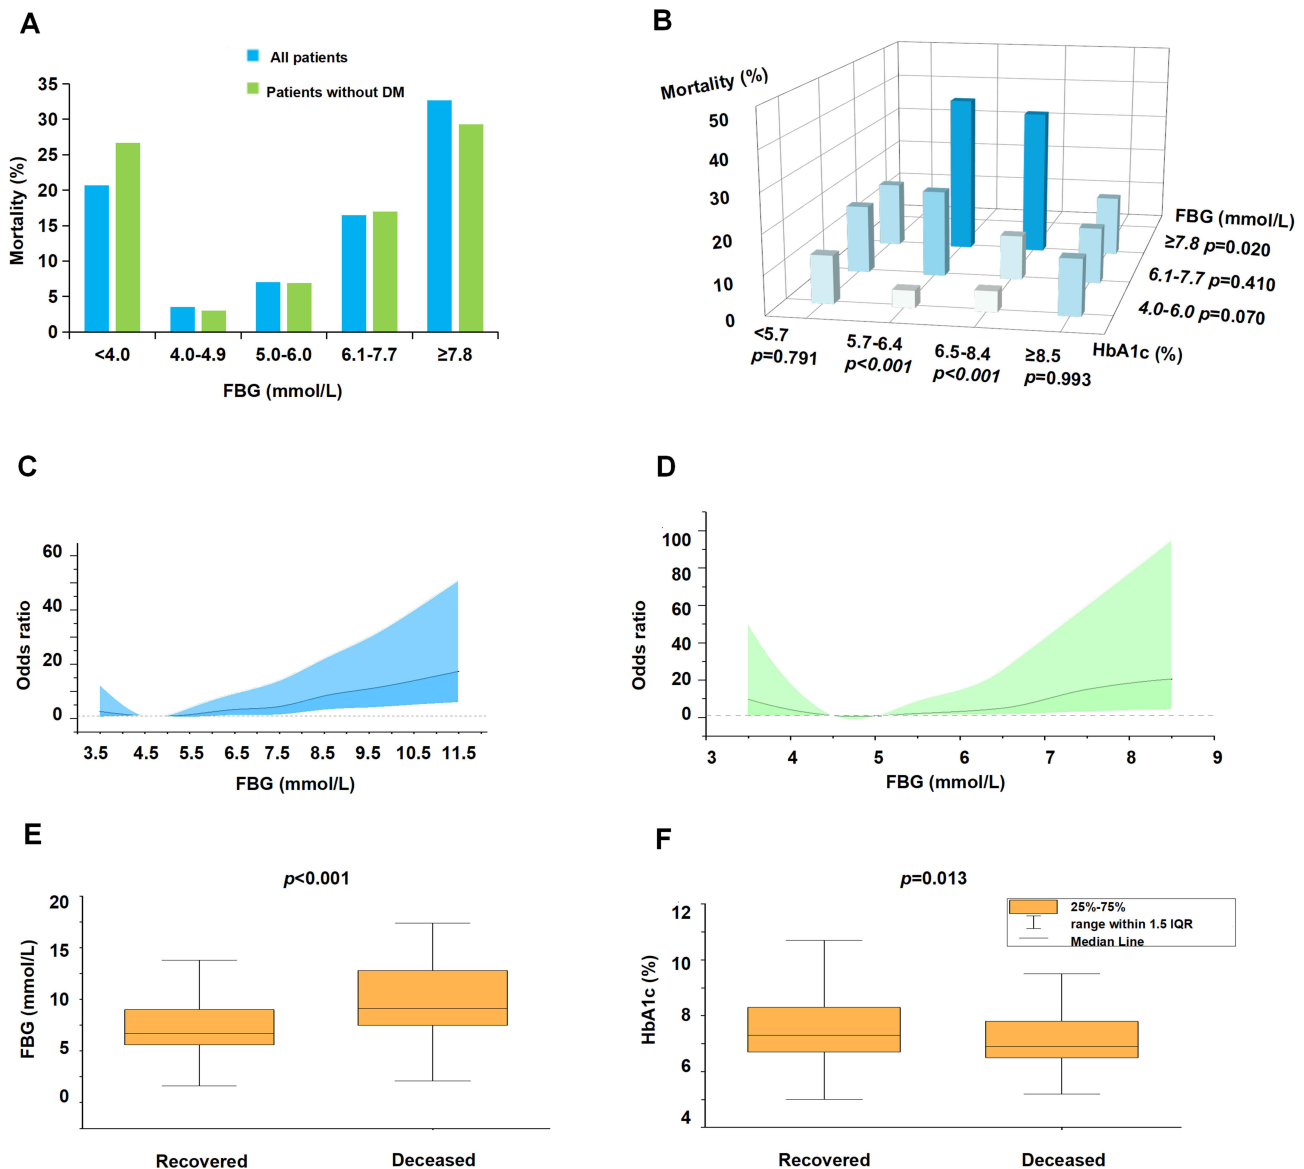 A
All patients
Patients without DM
Mortality (%)
35
30
25
20
15
10
5
0
<4.0
4.0-4.9
5.0-6.0
6.1-7.7
≥7.8
FBG (mmol/L)
B
Mortality (%)
50
40
30
20
10
0
FBG (mmol/L)
≥7.8 p=0.020
6.1-7.7 p=0.410
4.0-6.0 p=0.070
HbA1c (%)
<5.7
p=0.791
5.7-6.4
p<0.001
6.5-8.4
p<0.001
≥8.5
p=0.993
C
Odds ratio
60
40
20
0
3.5 4.5 5.5 6.5 7.5 8.5 9.5 10.5 11.5
FBG (mmol/L)
D
Odds ratio
100
80
60
40
20
0
3 4 5 6 7 8 9
FBG (mmol/L)
E
p<0.001
FBG (mmol/L)
20
15
10
5
0
Recovered
Deceased
F
p=0.013
25%-75%
range within 1.5 IQR
Median Line
HbA1c (%)
12
10
8
6
4
Recovered
Deceased